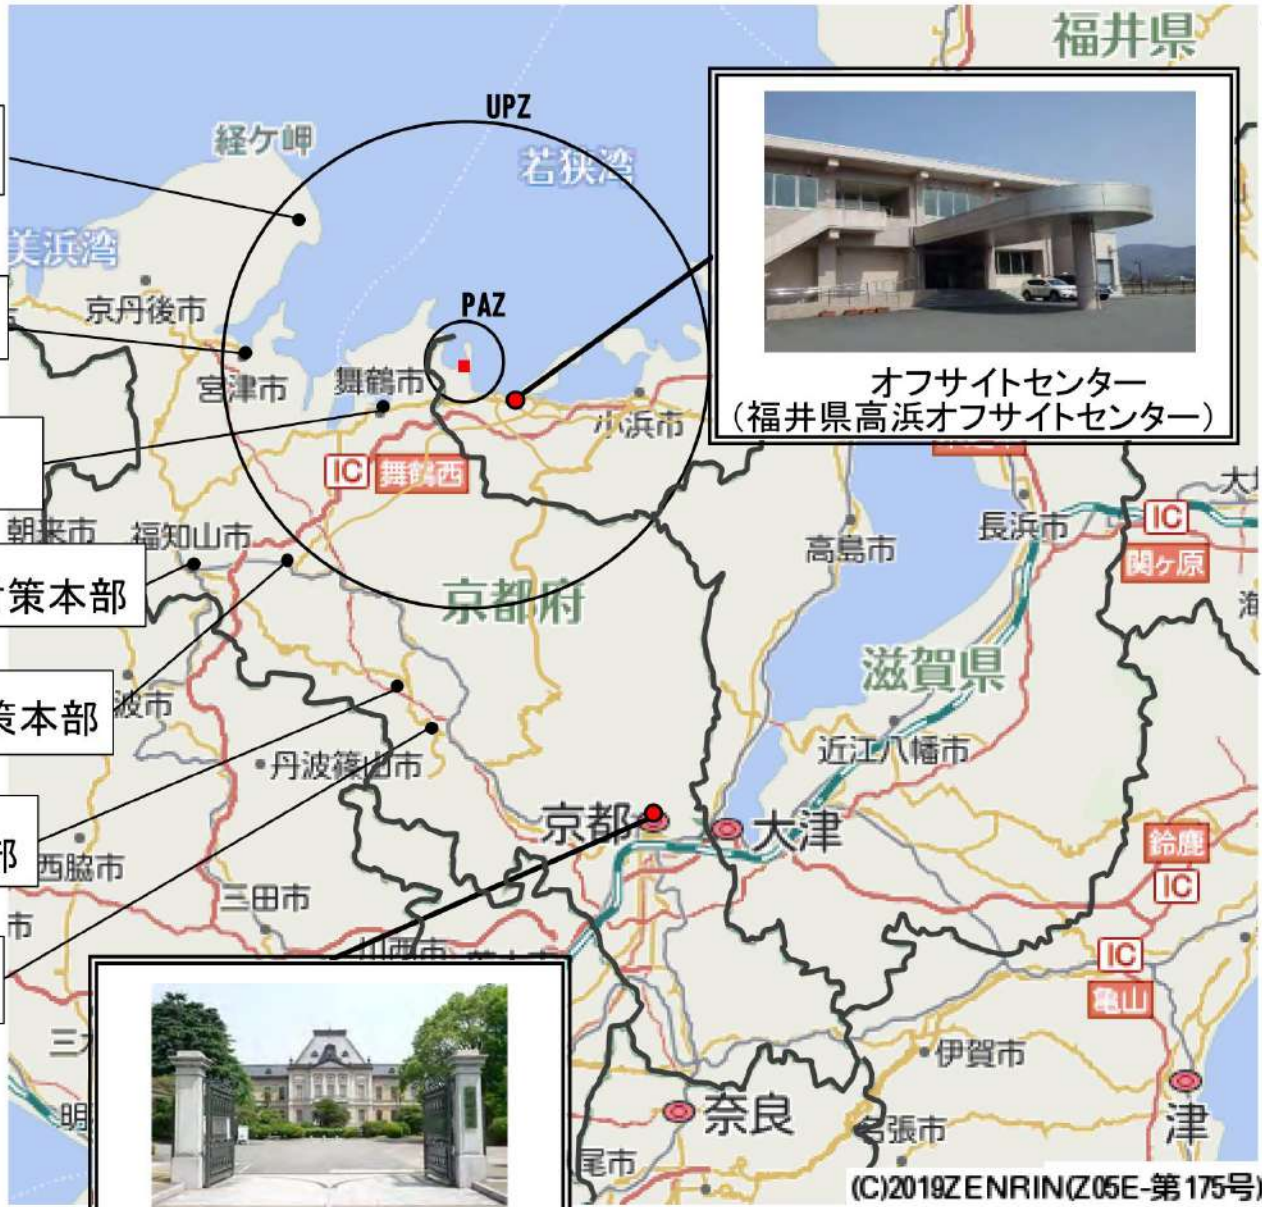 福井県
UPZ
経ケ岬
若狭湾
美浜湾
京丹後市
PAZ
宮津市
舞鶴市
小浜市
オフサイトセンター
(福井県高浜オフサイトセンター)
IC
舞鶴西
朝来市
福知山市
高島市
長浜市
IC
関ヶ原
策本部
京都府
滋賀県
策本部
波市
丹波篠山市
近江八幡市
京都
大津
部
西脇市
鈴鹿
IC
三田市
市
川西市
IC
亀山
伊賀市
奈良
津
名張市
尾市
(C)2019ZENRIN(Z05E-第175号)